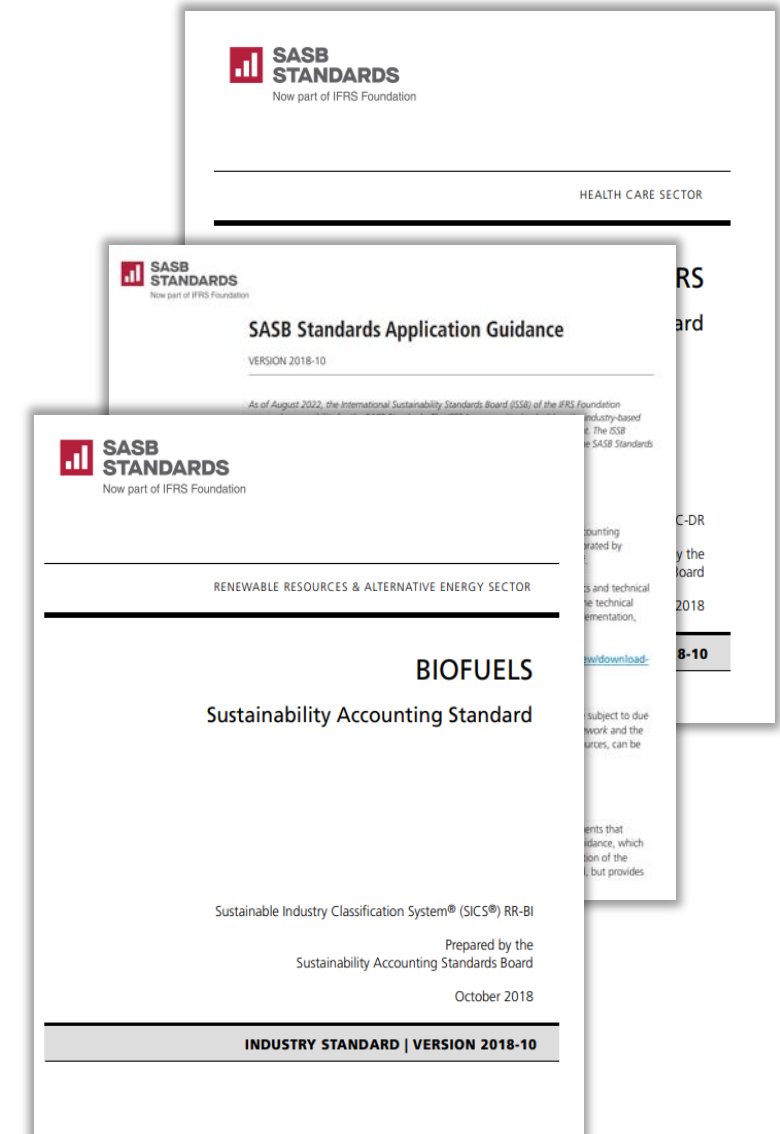 SASB
STANDARDS
Now part of IFRS Foundation
HEALTH CARE SECTOR
RS
ard
C-DR
y the
Board
2018
8-10
SASB
STANDARDS
Now part of IFRS Foundation
SASB Standards Application Guidance
VERSION 2018-10
As of August 2022, the International Sustainability Standards Board (ISSB) of the IFRS Foundation
industry-based
t. The ISSB
e SASB Standards
counting
orated by
s and technical
he technical
ementation,
ew/download-
subject to due
work and the
urces, can be
ents that
idance, which
tion of the
, but provides
SASB
STANDARDS
Now part of IFRS Foundation
RENEWABLE RESOURCES & ALTERNATIVE ENERGY SECTOR
BIOFUELS
Sustainability Accounting Standard
Sustainable Industry Classification System® (SICS®) RR-BI
Prepared by the
Sustainability Accounting Standards Board
October 2018
INDUSTRY STANDARD | VERSION 2018-10